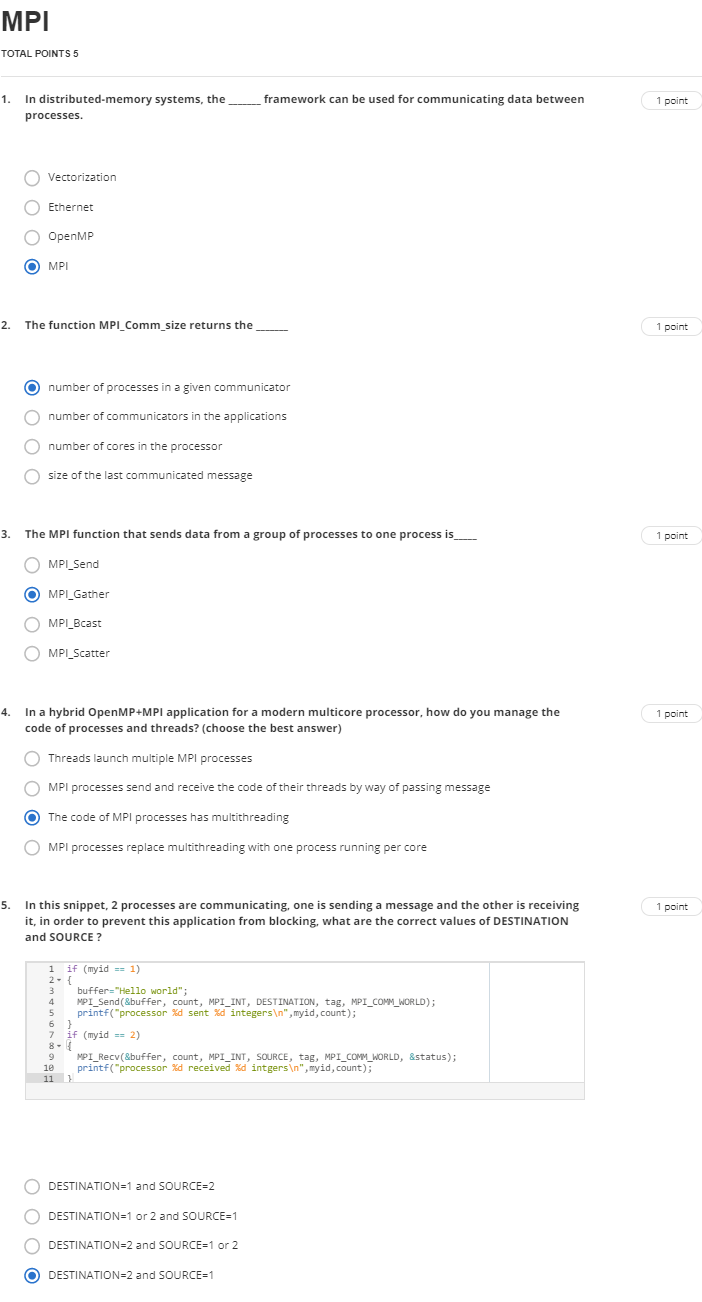 MPI
TOTAL POINTS 5
1. In distributed-memory systems, the _______ framework can be used for communicating data between
processes.
1 point
Vectorization
Ethernet
OpenMP
MPI
2. The function MPI_Comm_size returns the _______
1 point
number of processes in a given communicator
number of communicators in the applications
number of cores in the processor
size of the last communicated message
3. The MPI function that sends data from a group of processes to one process is_____
1 point
MPI_Send
MPI_Gather
MPI_Bcast
MPI_Scatter
4. In a hybrid OpenMP+MPI application for a modern multicore processor, how do you manage the
code of processes and threads? (choose the best answer)
1 point
Threads launch multiple MPI processes
MPI processes send and receive the code of their threads by way of passing message
The code of MPI processes has multithreading
MPI processes replace multithreading with one process running per core
5. In this snippet, 2 processes are communicating, one is sending a message and the other is receiving
it, in order to prevent this application from blocking, what are the correct values of DESTINATION
and SOURCE ?
1 point
1 if (myid == 1)
2 {
3 buffer="Hello world";
4 MPI_Send(&buffer, count, MPI_INT, DESTINATION, tag, MPI_COMM_WORLD);
5 printf("processor %d sent %d integers\n",myid,count);
6 }
7 if (myid == 2)
8 {
9 MPI_Recv(&buffer, count, MPI_INT, SOURCE, tag, MPI_COMM_WORLD, &status);
10 printf("processor %d received %d intgers\n",myid,count);
11 }
DESTINATION=1 and SOURCE=2
DESTINATION=1 or 2 and SOURCE=1
DESTINATION=2 and SOURCE=1 or 2
DESTINATION=2 and SOURCE=1